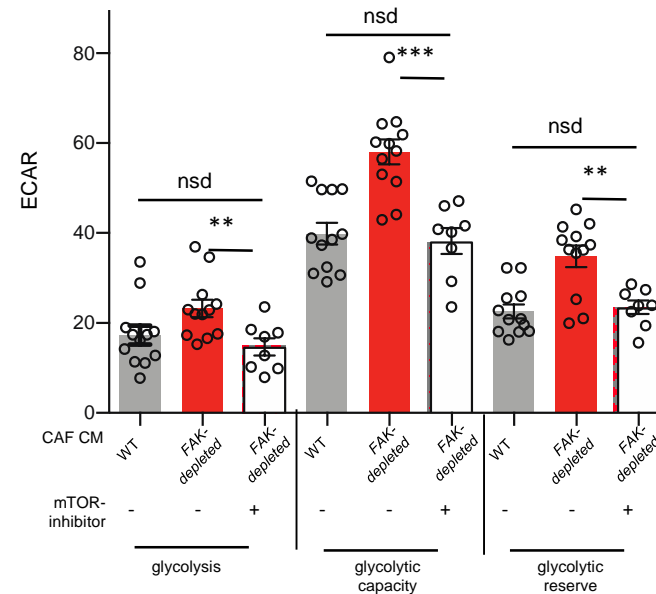 nsd
***
80
nsd
**
60
ECAR
nsd
**
40
20
0
CAF CM
WT
FAK-
depleted
FAK-
depleted
WT
FAK-
depleted
FAK-
depleted
WT
FAK-
depleted
FAK-
depleted
mTOR-
inhibitor
- - + - - + - - +
glycolysis
glycolytic
capacity
glycolytic
reserve